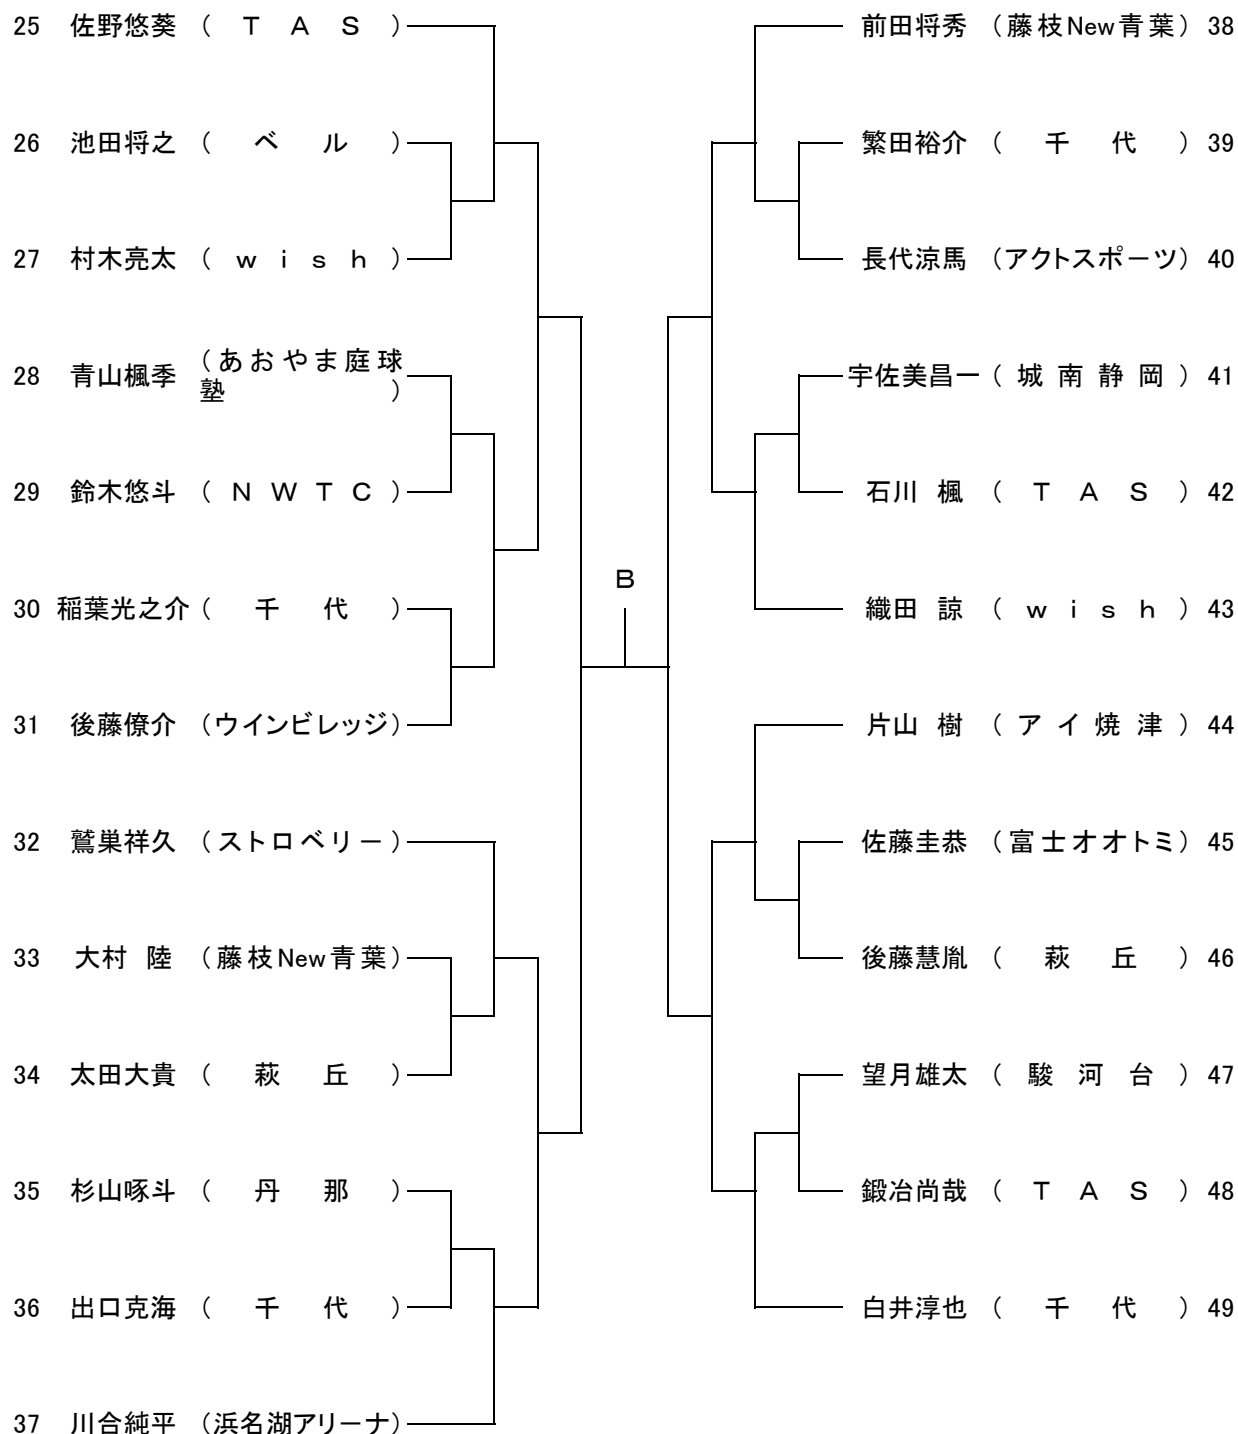 25 佐野悠葵 （ Ｔ Ａ Ｓ ）
26 池田将之 （ ベ ル ）
27 村木亮太 （ ｗ ｉ ｓ ｈ ）
28 青山楓季 （あおやま庭球
塾 ）
29 鈴木悠斗 （ Ｎ Ｗ Ｔ Ｃ ）
30 稲葉光之介 （ 千 代 ）
31 後藤僚介 （ウインビレッジ）
32 鷲巣祥久 （ストロベリー）
33 大村 陸 （藤枝New青葉）
34 太田大貴 （ 萩 丘 ）
35 杉山啄斗 （ 丹 那 ）
36 出口克海 （ 千 代 ）
37 川合純平 （浜名湖アリーナ）
Ｂ
前田将秀 （藤枝New青葉） 38
繁田裕介 （ 千 代 ） 39
長代涼馬 （アクトスポーツ） 40
宇佐美昌一 （ 城 南 静 岡 ） 41
石川 楓 （ Ｔ Ａ Ｓ ） 42
織田 諒 （ ｗ ｉ ｓ ｈ ） 43
片山 樹 （ ア イ 焼 津 ） 44
佐藤圭恭 （富士オオトミ） 45
後藤慧胤 （ 萩 丘 ） 46
望月雄太 （ 駿 河 台 ） 47
鍛冶尚哉 （ Ｔ Ａ Ｓ ） 48
白井淳也 （ 千 代 ） 49